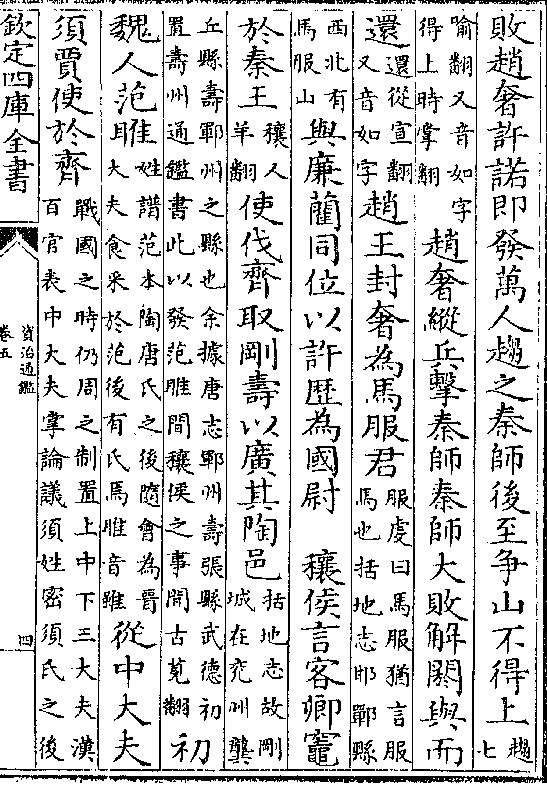 敗趙奢許諾即發萬人趨之秦師後至爭山不得上趨七
喻翻又音如字得上時掌翻趙奢縱兵擊秦師秦師大敗解閼與而
還還從宣翻又音如字趙王封奢為馬服君服虔曰馬服猶言服馬也括地志邯鄲縣
西北有馬服山與廉藺同位以許歴為國尉　穰侯言客卿竈
於秦王穰人羊翻使伐齊取剛壽以廣其陶邑括地志故剛城在兖州龔
丘縣壽鄆州之縣也余據唐志鄆州壽張縣武德初置壽州通鑑書此以發范雎間穰侯之事間古莧翻初
魏人范雎姓譜范本陶唐氏之後隨會為晉大夫食采於范後有氏焉雎音雖從中大夫
須賈使於齊戰國之時仍周之制置上中下三大夫漢百官表中大夫掌論議須姓密須氏之後
欽定四庫全書
資治通鑑
卷五
四